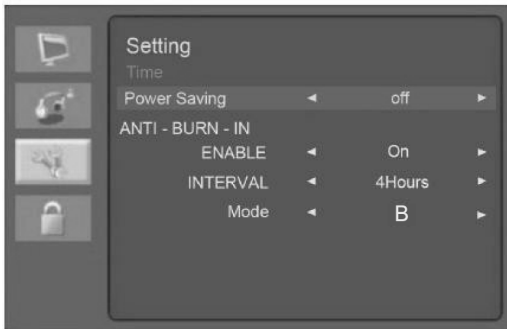 Setting
Time
Power Saving off
ANTI - BURN - IN
ENABLE On
INTERVAL 4Hours
Mode B